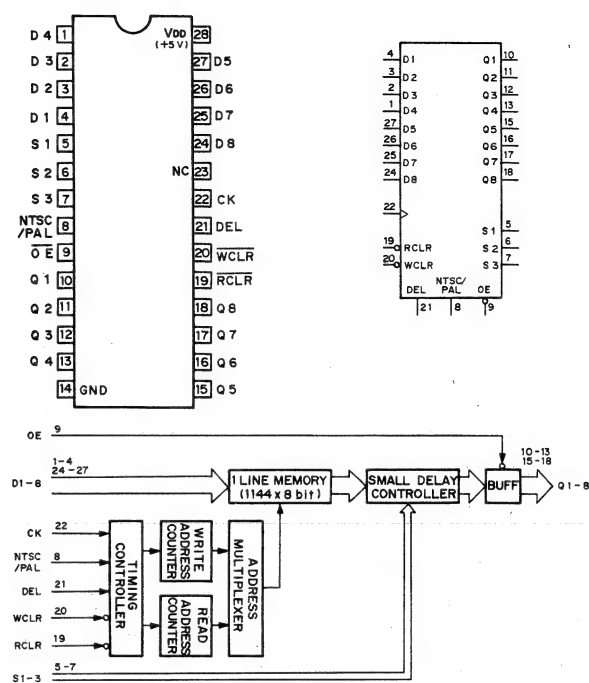 D 4 1 VDD 28
(+5V)
D 3 2 27 D5
D 2 3 26 D6
D 1 4 25 D7
S 1 5 24 D8
S 2 6 NC 23
S 3 7 22 CK
NTSC
/PAL 8 21 DEL
OE 9 20 WCLR
Q 1 10 19 RCLR
Q 2 11 18 Q8
Q 3 12 17 Q7
Q 4 13 16 Q6
14 GND 15 Q5
4 D1 Q1 10
3 D2 Q2 11
2 D3 Q3 12
1 D4 Q4 13
27 D5 Q5 15
26 D6 Q6 16
25 D7 Q7 17
24 D8 Q8 18
22
S1 5
19 RCLR S2 6
20 WCLR S3 7
DEL NTSC/
PAL OE
21 8 9
OE 9
D1-8 1-4
24-27
1 LINE MEMORY
(1144 x 8 bit)
SMALL DELAY
CONTROLLER
BUFF
10-13
15-18
Q1-8
CK 22
NTSC
/PAL 8
DEL 21
WCLR 20
RCLR 19
TIMING
CONTROLLER
WRITE
ADDRESS
COUNTER
READ
ADDRESS
COUNTER
ADDRESS
MULTIPLEXER
S1-3 5-7